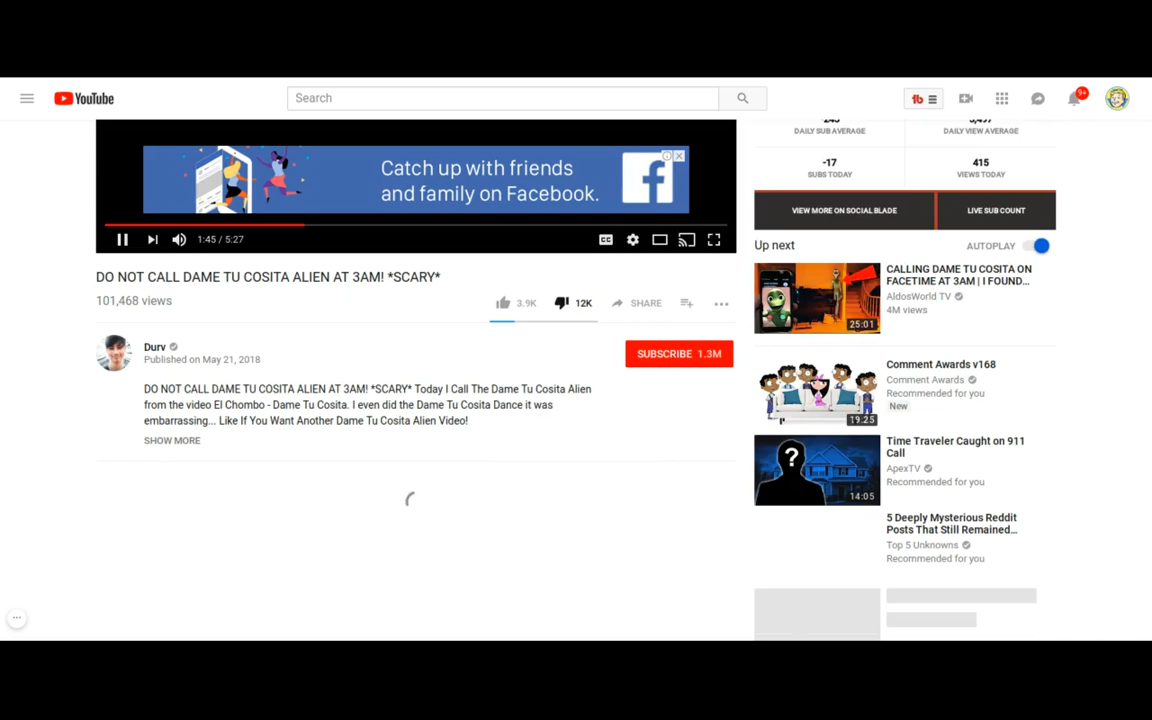 YouTube
Search
tb
9+
Catch up with friends
and family on Facebook.
f
1:45 / 5:27
CC
DO NOT CALL DAME TU COSITA ALIEN AT 3AM! *SCARY*
101,468 views
3.9K
12K
SHARE
Durv
Published on May 21, 2018
SUBSCRIBE 1.3M
DO NOT CALL DAME TU COSITA ALIEN AT 3AM! *SCARY* Today I Call The Dame Tu Cosita Alien
from the video El Chombo - Dame Tu Cosita. I even did the Dame Tu Cosita Dance it was
embarrassing... Like If You Want Another Dame Tu Cosita Alien Video!
SHOW MORE
DAILY SUB AVERAGE
DAILY VIEW AVERAGE
-17
415
SUBS TODAY
VIEWS TODAY
VIEW MORE ON SOCIAL BLADE
LIVE SUB COUNT
Up next
AUTOPLAY
CALLING DAME TU COSITA ON
FACETIME AT 3AM | I FOUND...
AldosWorld TV
4M views
25:01
Comment Awards v168
Comment Awards
Recommended for you
New
19:25
Time Traveler Caught on 911
Call
ApexTV
Recommended for you
?
14:05
5 Deeply Mysterious Reddit
Posts That Still Remained...
Top 5 Unknowns
Recommended for you